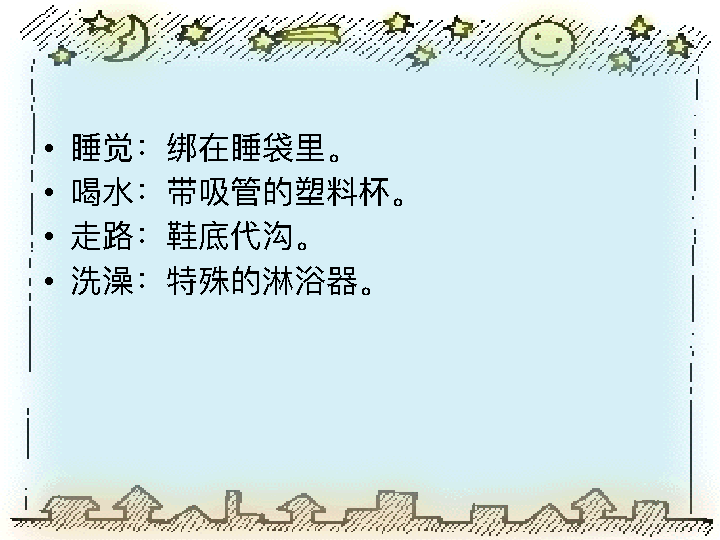 • 睡觉：绑在睡袋里。
• 喝水：带吸管的塑料杯。
• 走路：鞋底代沟。
• 洗澡：特殊的淋浴器。